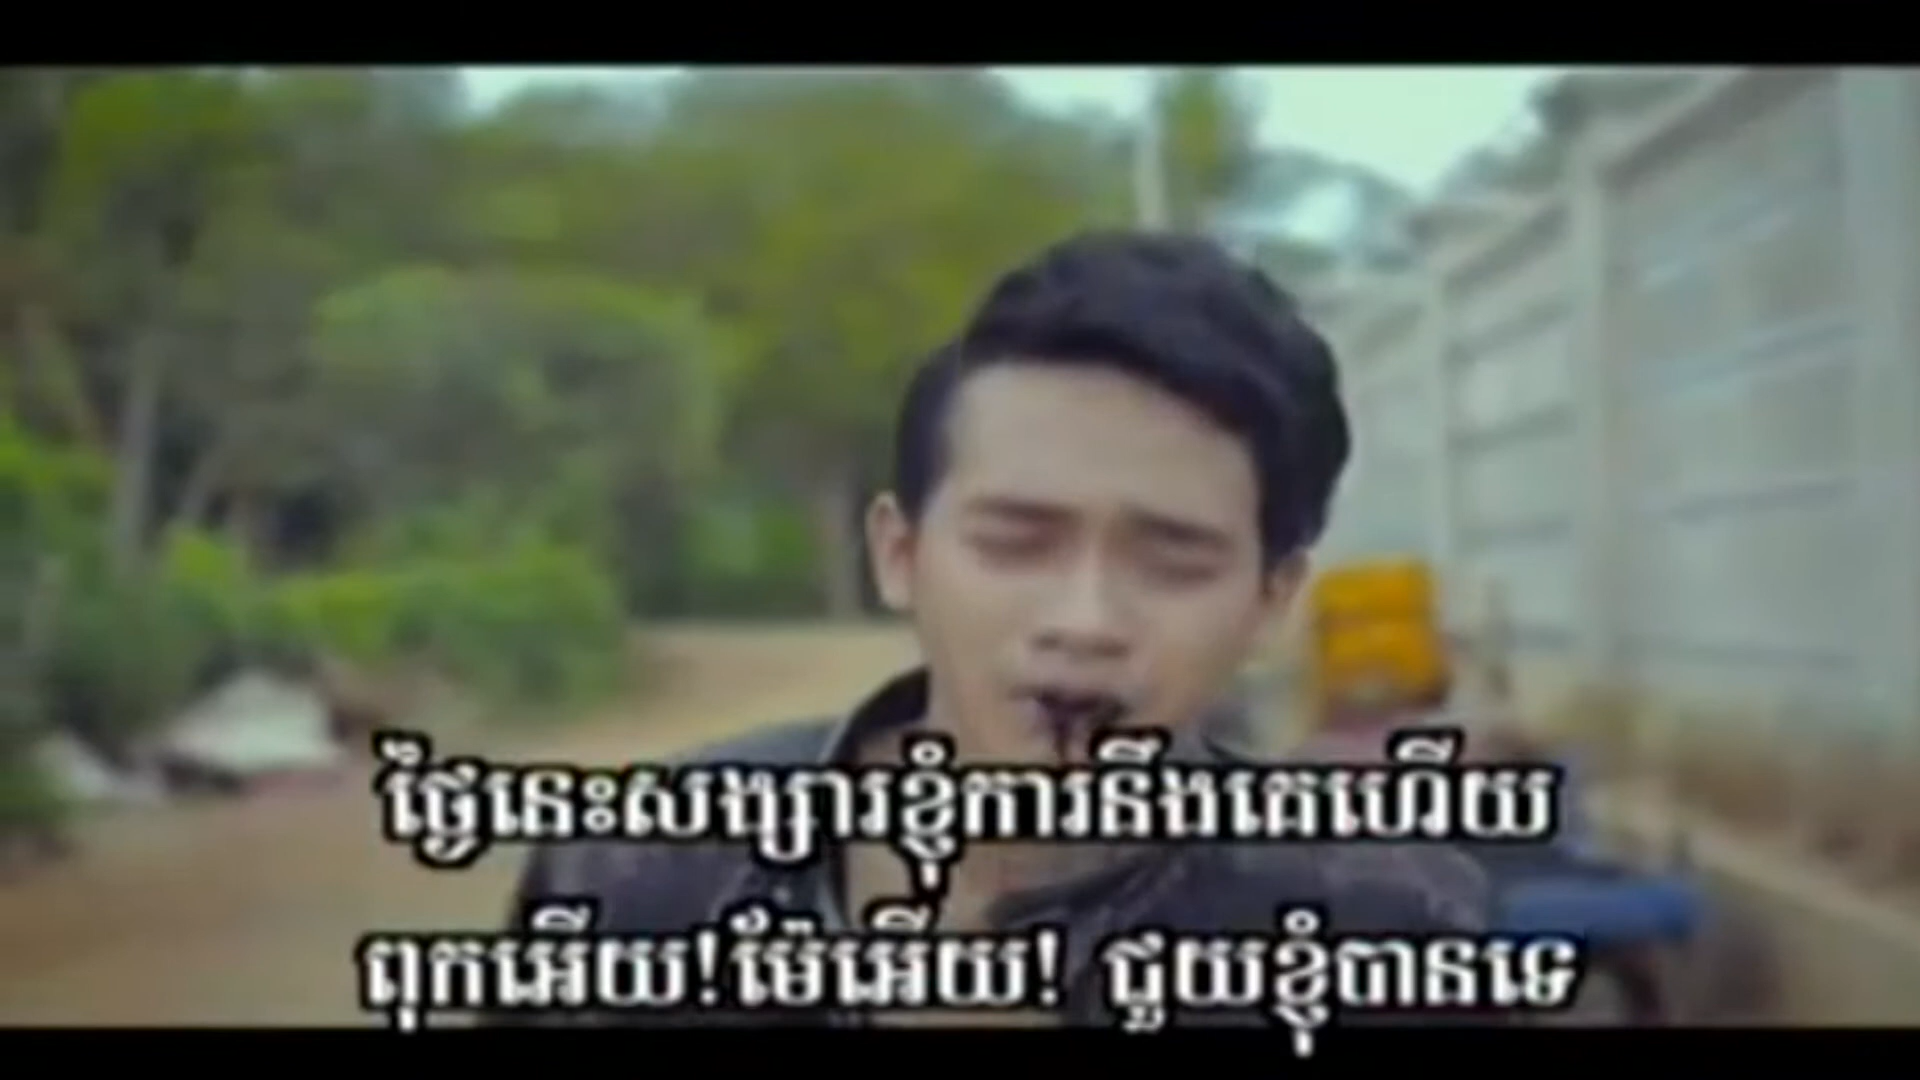 ថ្ងៃនេះសង្សារខ្ញុំការនឹងគេហើយ
ពុកអើយ!ម៉ែអើយ! ជួយខ្ញុំបានទេ